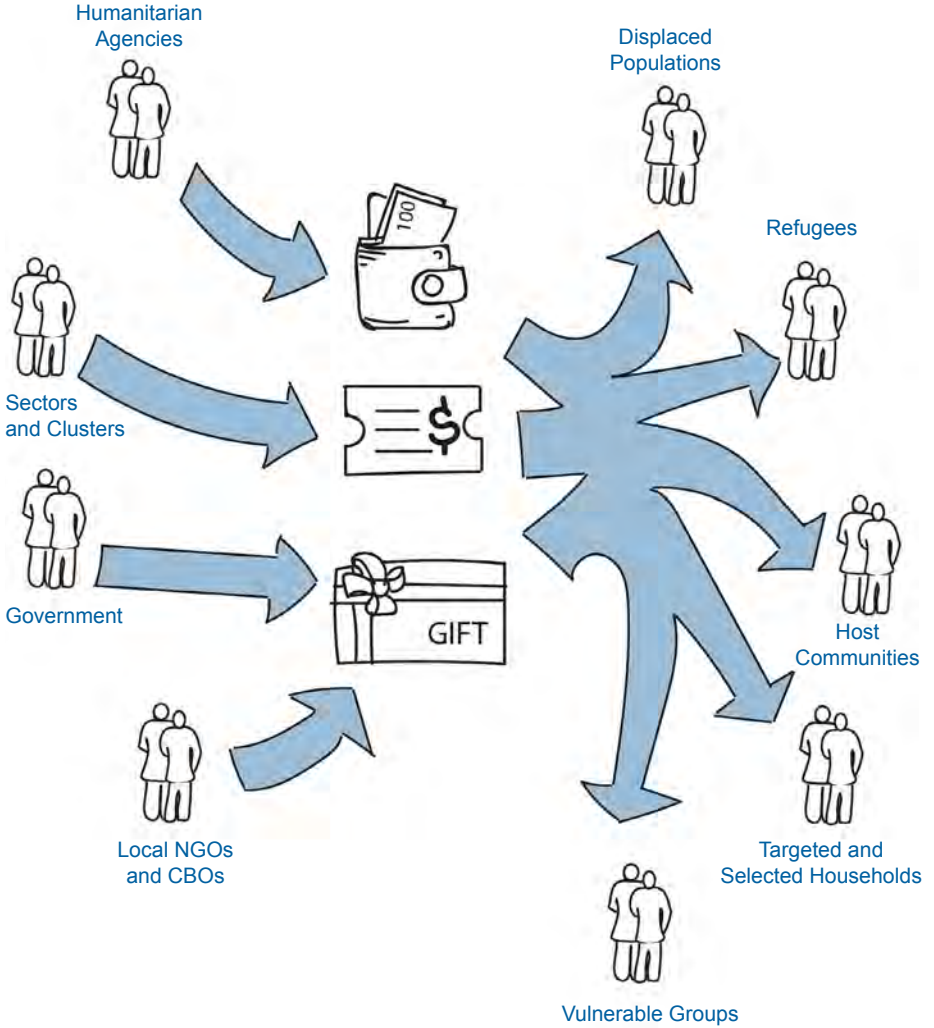 Humanitarian
Agencies
Displaced
Populations
100
Refugees
Sectors
and Clusters
$
Government
GIFT
Host
Communities
Local NGOs
and CBOs
Targeted and
Selected Households
Vulnerable Groups